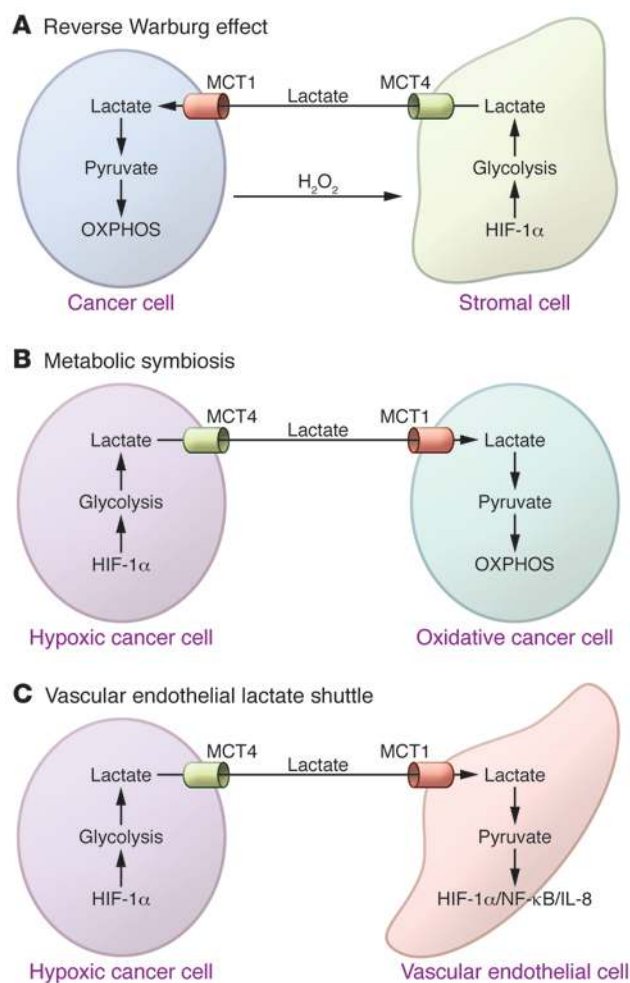 A Reverse Warburg effect
MCT1
MCT4
Lactate
Lactate
Lactate
Pyruvate
Glycolysis
H₂O₂
OXPHOS
HIF-1α
Cancer cell
Stromal cell
B Metabolic symbiosis
MCT4
MCT1
Lactate
Lactate
Lactate
Glycolysis
Pyruvate
HIF-1α
OXPHOS
Hypoxic cancer cell
Oxidative cancer cell
C Vascular endothelial lactate shuttle
MCT4
MCT1
Lactate
Lactate
Lactate
Glycolysis
Pyruvate
HIF-1α
HIF-1α/NF-κB/IL-8
Hypoxic cancer cell
Vascular endothelial cell